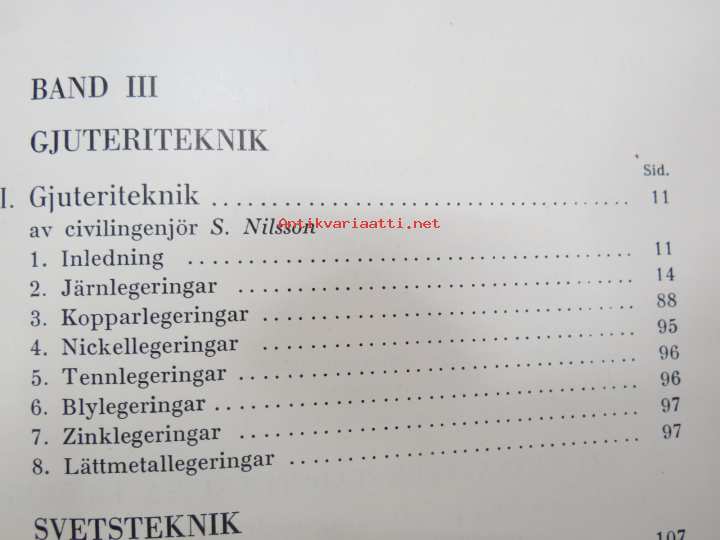 BAND III
GJUTERITEKNIK
Sid.
I. Gjuteriteknik .......... 11
Antikvariaatti.net
av civilingenjör S. Nilsson
1. Inledning .......... 11
2. Järnlegeringar .......... 14
3. Kopparlegeringar .......... 88
4. Nickellegeringar .......... 95
5. Tennlegeringar .......... 96
6. Blylegeringar .......... 96
7. Zinklegeringar .......... 97
8. Lättmetallegeringar .......... 97
SVETSTEKNIK
107